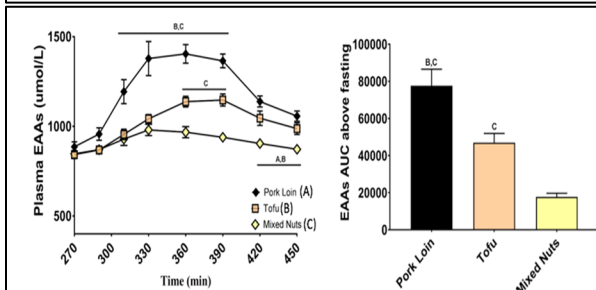 B,C
1500
C
1000
A,B
500
Pork Loin (A)
Tofu(B)
Mixed Nuts (C)
270
300
330
360
390
420
450
Plasma EAAs (umol/L)
Time (min)
100000
80000
60000
40000
20000
0
B,C
C
EAAs AUC above fasting
Pork Loin
Tofu
Mixed Nuts